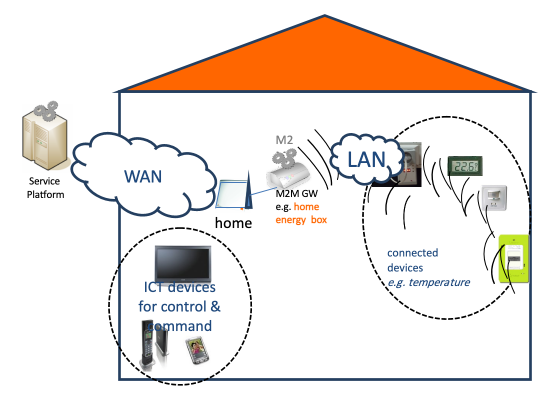 Service
Platform
WAN
home
M2
M2M GW
e.g. home
energy box
LAN
22.6
connected
devices
e.g. temperature
ICT devices
for control &
command